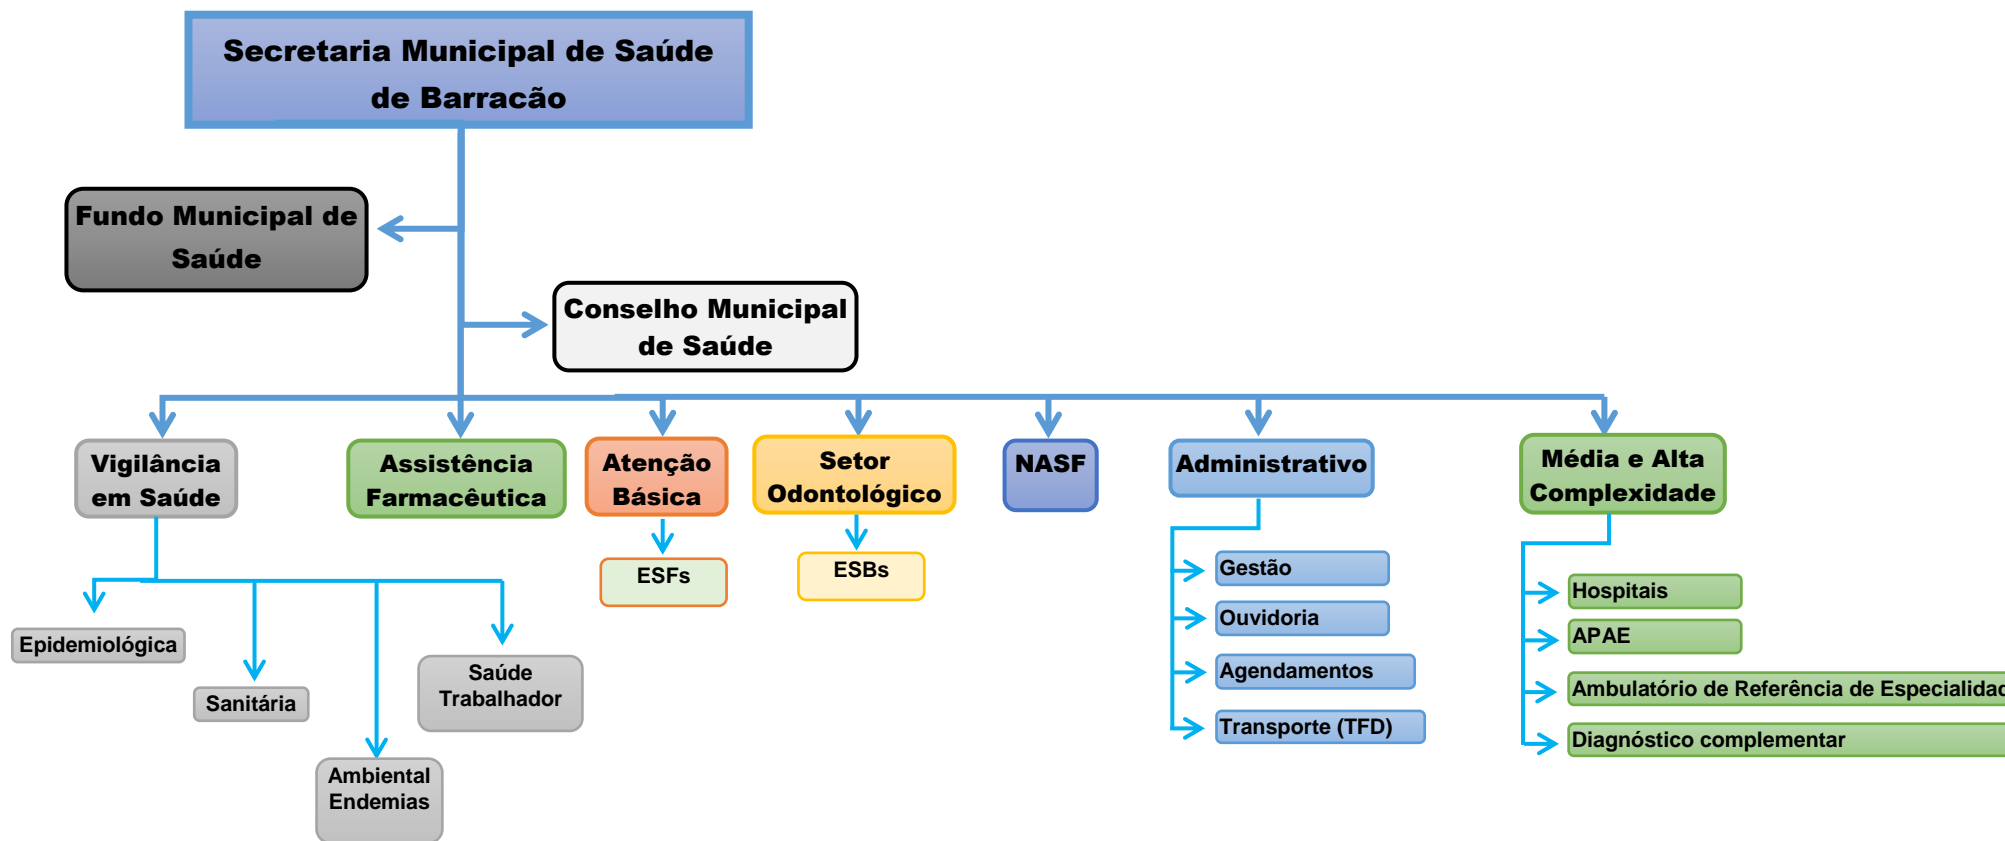 Secretaria Municipal de Saúde
de Barracão
Fundo Municipal de
Saúde
Conselho Municipal
de Saúde
Vigilância
em Saúde
Assistência
Farmacêutica
Atenção
Básica
Setor
Odontológico
NASF
Administrativo
Média e Alta
Complexidade
ESFs
ESBs
Gestão
Ouvidoria
Agendamentos
Transporte (TFD)
Hospitais
APAE
Ambulatório de Referência de Especialidad
Diagnóstico complementar
Epidemiológica
Sanitária
Ambiental
Endemias
Saúde
Trabalhador